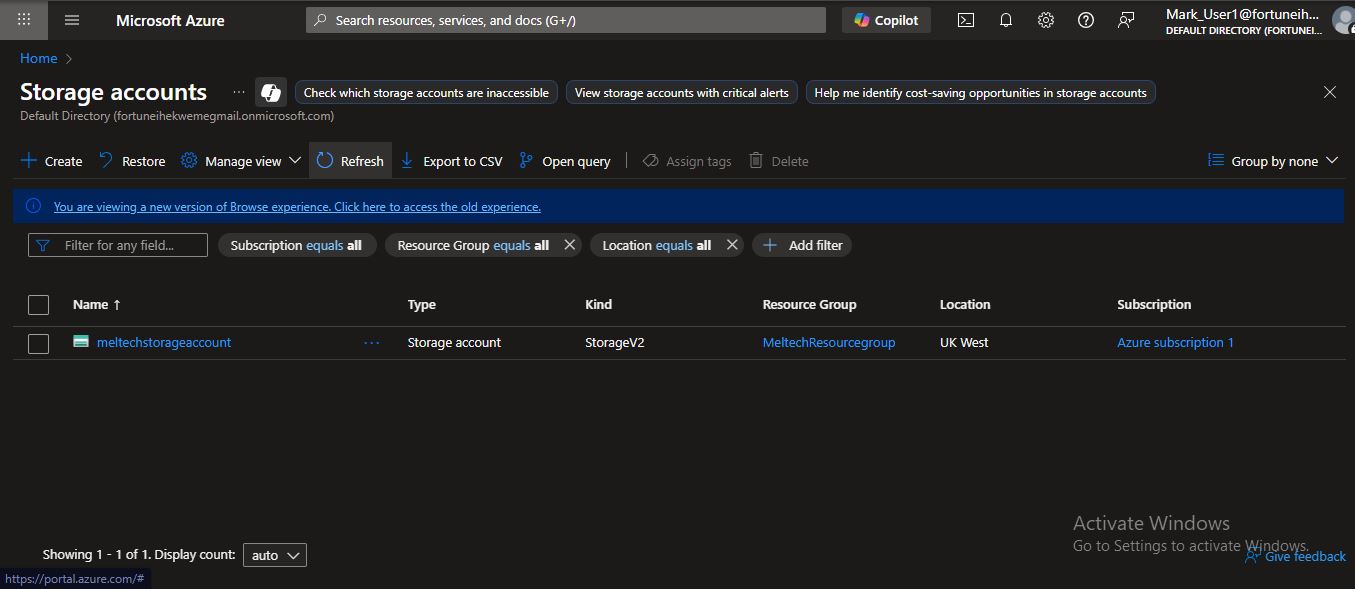 Microsoft Azure
Search resources, services, and docs (G+/)
Copilot
Mark_User1@fortuneih...
DEFAULT DIRECTORY (FORTUNEI...
Home
Storage accounts
...
Check which storage accounts are inaccessible
View storage accounts with critical alerts
Help me identify cost-saving opportunities in storage accounts
Default Directory (fortuneihekwemegmail.onmicrosoft.com)
Create
Restore
Manage view
Refresh
Export to CSV
Open query
Assign tags
Delete
Group by none
You are viewing a new version of Browse experience. Click here to access the old experience.
Filter for any field...
Subscription equals all
Resource Group equals all
Location equals all
Add filter
Name ↑ Type Kind Resource Group Location Subscription
meltechstorageaccount ... Storage account StorageV2 MeltechResourcegroup UK West Azure subscription 1
Activate Windows
Go to Settings to activate Windows.
Showing 1 - 1 of 1. Display count: auto
Give feedback
https://portal.azure.com/#